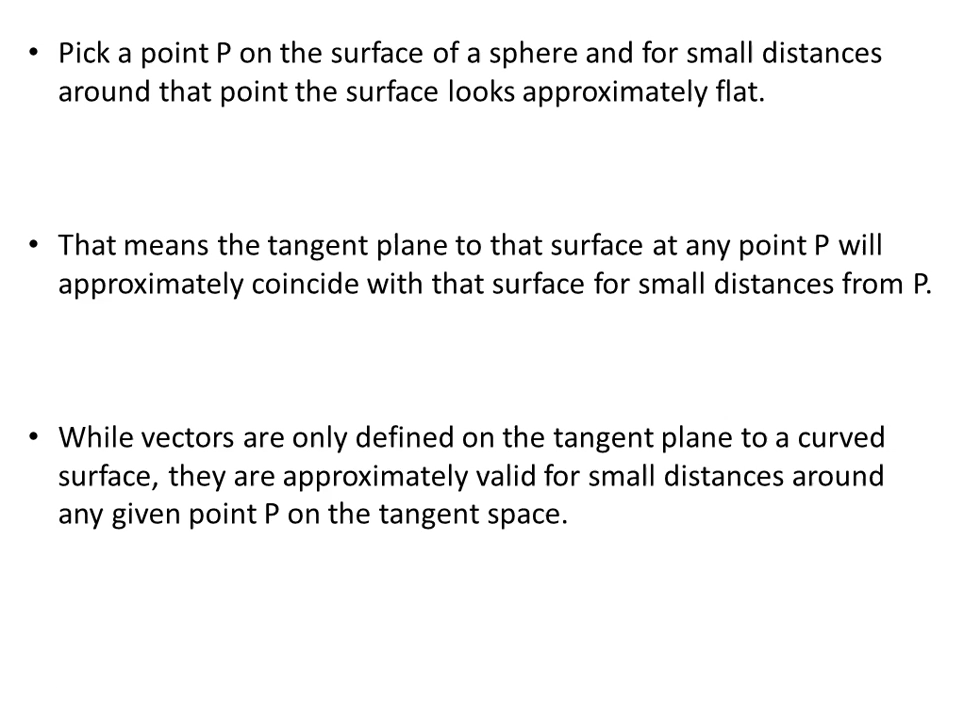 • Pick a point P on the surface of a sphere and for small distances
around that point the surface looks approximately flat.
• That means the tangent plane to that surface at any point P will
approximately coincide with that surface for small distances from P.
• While vectors are only defined on the tangent plane to a curved
surface, they are approximately valid for small distances around
any given point P on the tangent space.